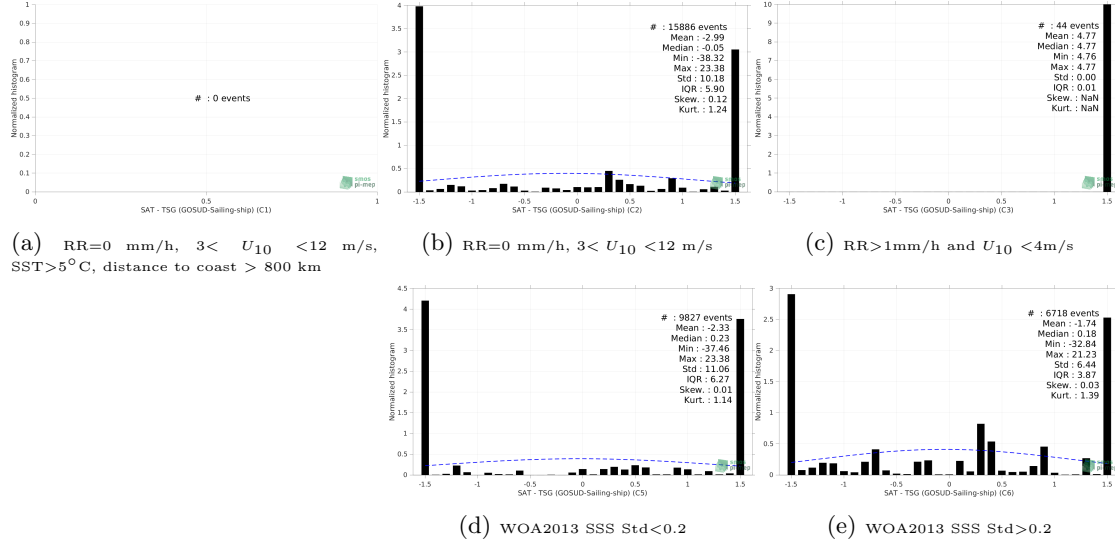 1
0.9
0.8
0.7
0.6
0.5
0.4
0.3
0.2
0.1
0
Normalized histogram
# : 0 events
smos
pi-mep
0 0.5 1
SAT - TSG (GOSUD-Sailing-ship) (C1)
(a) RR=0 mm/h, 3< U10 <12 m/s,
SST>5°C, distance to coast > 800 km
4
3.5
3
2.5
2
1.5
1
0.5
0
Normalized histogram
# : 15886 events
Mean : -2.99
Median : -0.05
Min : -38.32
Max : 23.38
Std : 10.18
IQR : 5.90
Skew. : 0.12
Kurt. : 1.24
smos
pi-mep
-1.5 -1 -0.5 0 0.5 1 1.5
SAT - TSG (GOSUD-Sailing-ship) (C2)
(b) RR=0 mm/h, 3< U10 <12 m/s
10
9
8
7
6
5
4
3
2
1
0
Normalized histogram
# : 44 events
Mean : 4.77
Median : 4.77
Min : 4.76
Max : 4.77
Std : 0.00
IQR : 0.01
Skew. : NaN
Kurt. : NaN
smos
pi-mep
-1.5 -1 -0.5 0 0.5 1 1.5
SAT - TSG (GOSUD-Sailing-ship) (C3)
(c) RR>1mm/h and U10 <4m/s
4.5
4
3.5
3
2.5
2
1.5
1
0.5
0
Normalized histogram
# : 9827 events
Mean : -2.33
Median : 0.23
Min : -37.46
Max : 23.38
Std : 11.06
IQR : 6.27
Skew. : 0.01
Kurt. : 1.14
smos
pi-mep
-1.5 -1 -0.5 0 0.5 1 1.5
SAT - TSG (GOSUD-Sailing-ship) (C5)
(d) WOA2013 SSS Std<0.2
3
2.5
2
1.5
1
0.5
0
Normalized histogram
# : 6718 events
Mean : -1.74
Median : 0.18
Min : -32.84
Max : 21.23
Std : 6.44
IQR : 3.87
Skew. : 0.03
Kurt. : 1.39
smos
pi-mep
-1.5 -1 -0.5 0 0.5 1 1.5
SAT - TSG (GOSUD-Sailing-ship) (C6)
(e) WOA2013 SSS Std>0.2